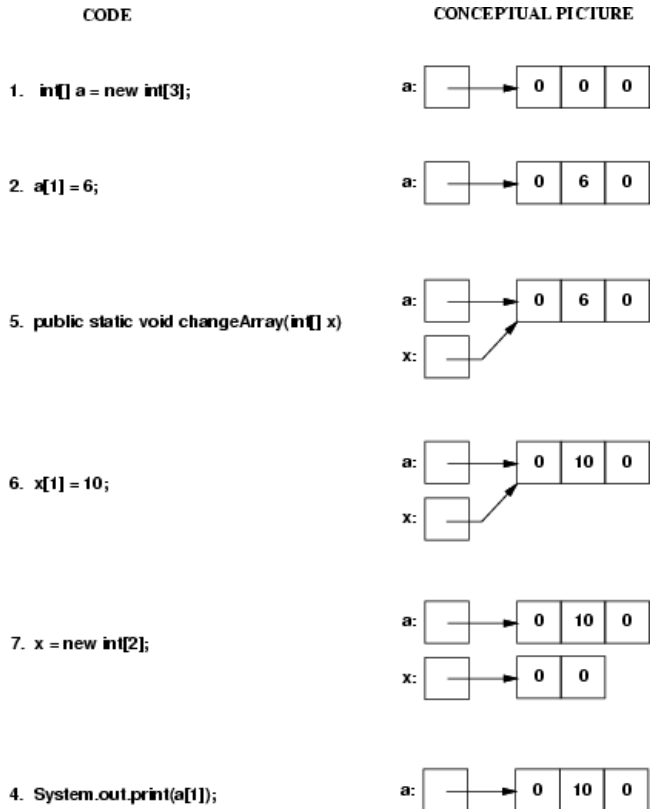 CODE CONCEPTUAL PICTURE
1. int[] a = new int[3]; a: 0 0 0
2. a[1] = 6; a: 0 6 0
a: 0 6 0
5. public static void changeArray(int[] x)
x:
a: 0 10 0
6. x[1] = 10;
x:
a: 0 10 0
7. x = new int[2];
x: 0 0
4. System.out.print(a[1]); a: 0 10 0